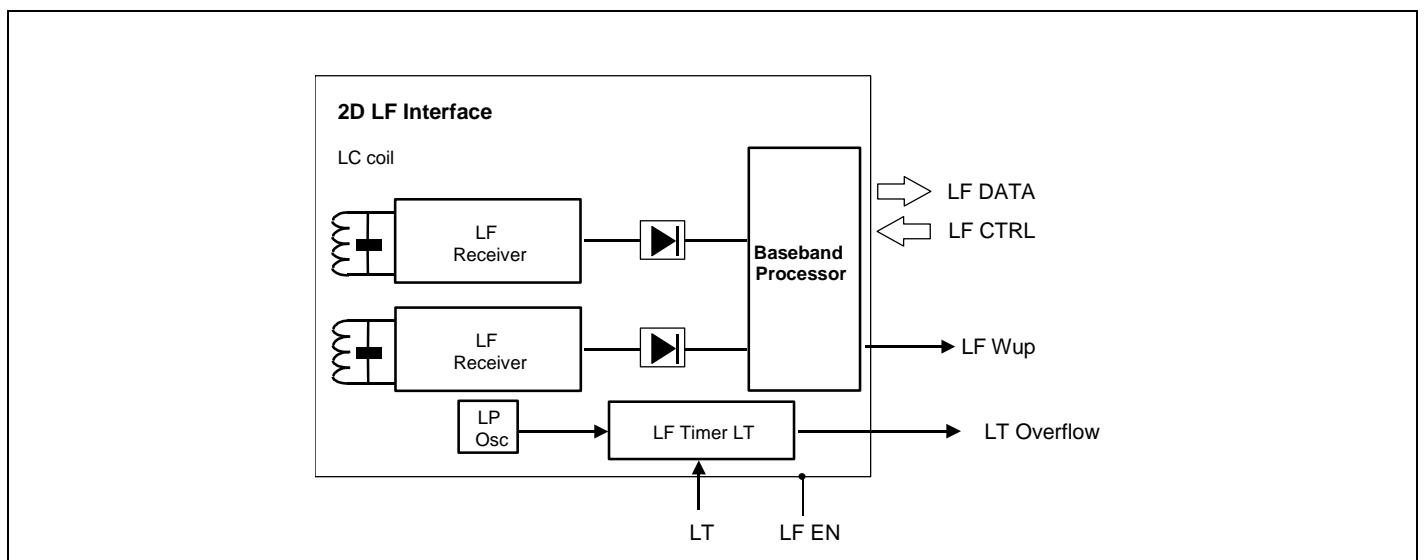 2D LF Interface
LC coil
LF
Receiver
Baseband
Processor
LF DATA
LF CTRL
LF
Receiver
LF Wup
LP
Osc
LF Timer LT
LT Overflow
LT
LF EN